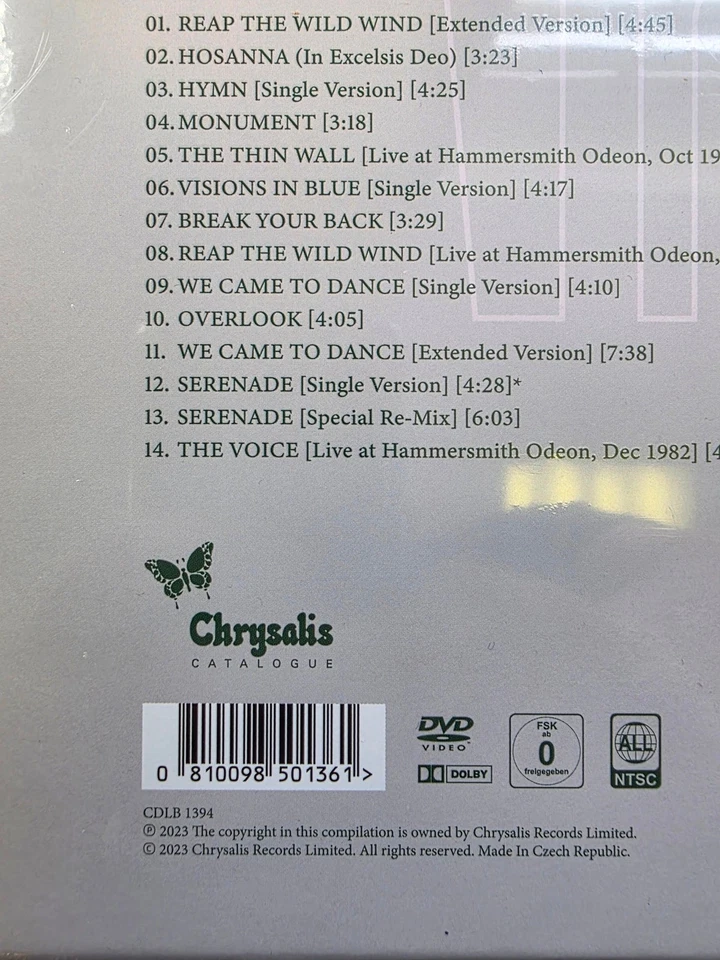 01. REAP THE WILD WIND [Extended Version] [4:45]
02. HOSANNA (In Excelsis Deo) [3:23]
03. HYMN [Single Version] [4:25]
04. MONUMENT [3:18]
05. THE THIN WALL [Live at Hammersmith Odeon, Oct 19
06. VISIONS IN BLUE [Single Version] [4:17]
07. BREAK YOUR BACK [3:29]
08. REAP THE WILD WIND [Live at Hammersmith Odeon,
09. WE CAME TO DANCE [Single Version] [4:10]
10. OVERLOOK [4:05]
11. WE CAME TO DANCE [Extended Version] [7:38]
12. SERENADE [Single Version] [4:28]*
13. SERENADE [Special Re-Mix] [6:03]
14. THE VOICE [Live at Hammersmith Odeon, Dec 1982] [4
Chrysalis
CATALOGUE
0 810098 501361 >
DVD
VIDEO™
DOLBY
FSK
ab
0
freigegeben
ALL
NTSC
CDLB 1394
℗ 2023 The copyright in this compilation is owned by Chrysalis Records Limited.
© 2023 Chrysalis Records Limited. All rights reserved. Made In Czech Republic.